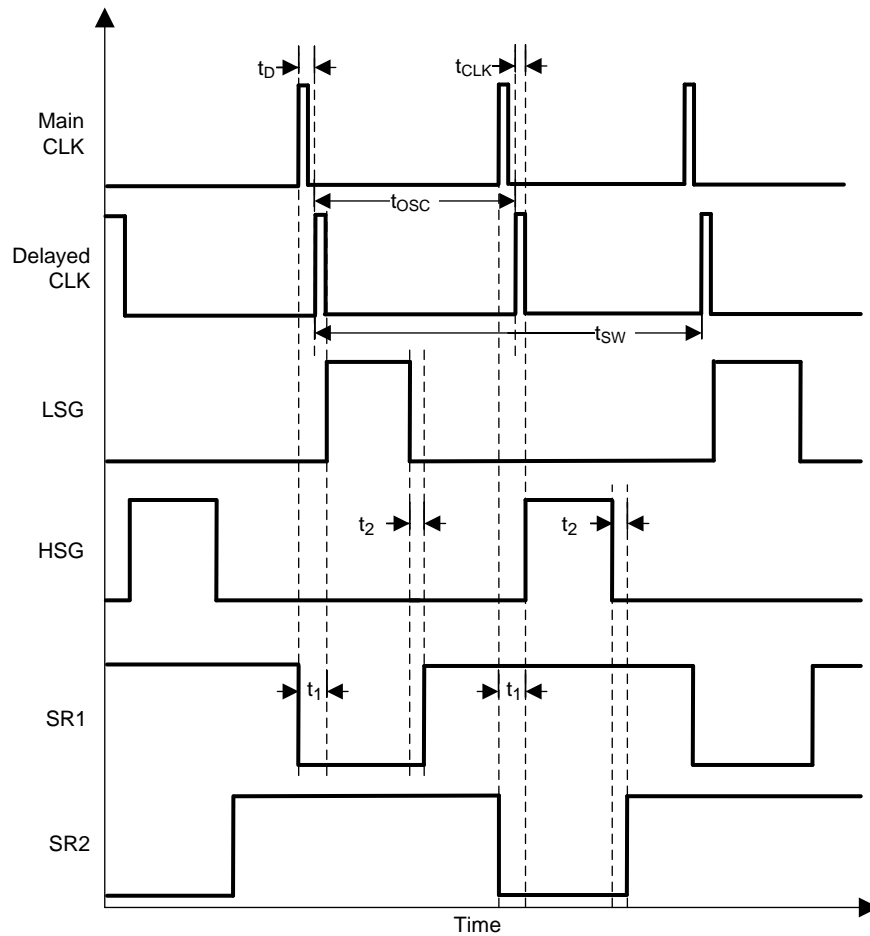 tD
tCLK
Main
CLK
tOSC
Delayed
CLK
tSW
LSG
t2
t2
HSG
t1
t1
SR1
SR2
Time